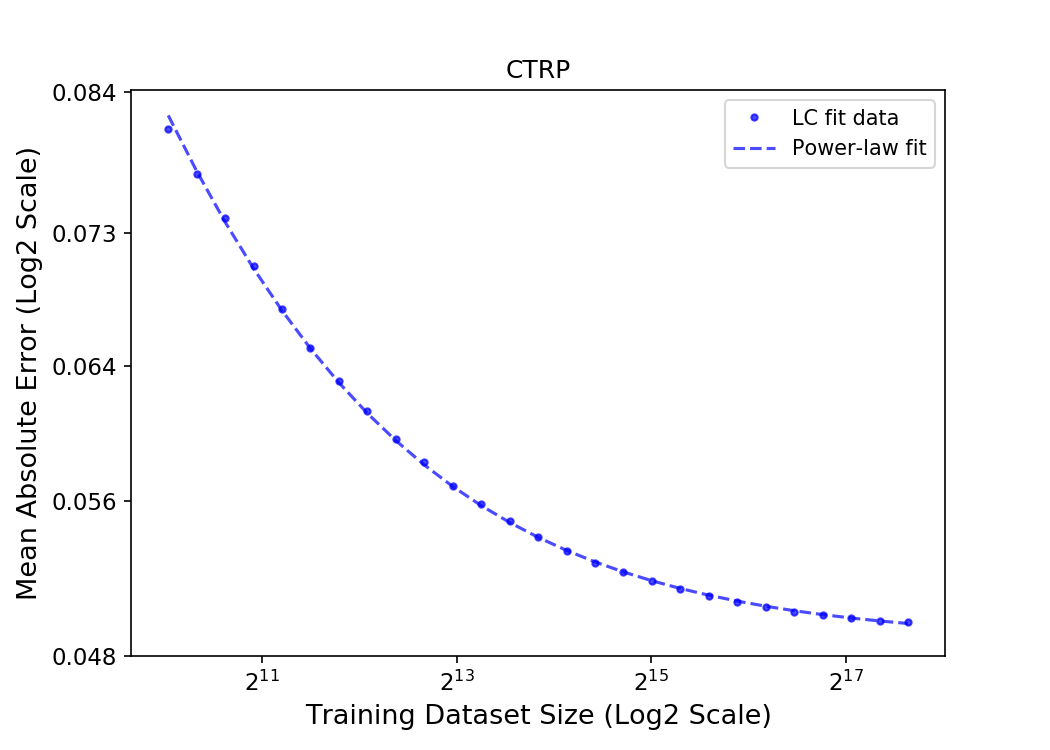 CTRP
LC fit data
Power-law fit
Mean Absolute Error (Log2 Scale)
0.084
0.073
0.064
0.056
0.048
2^11 2^13 2^15 2^17
Training Dataset Size (Log2 Scale)